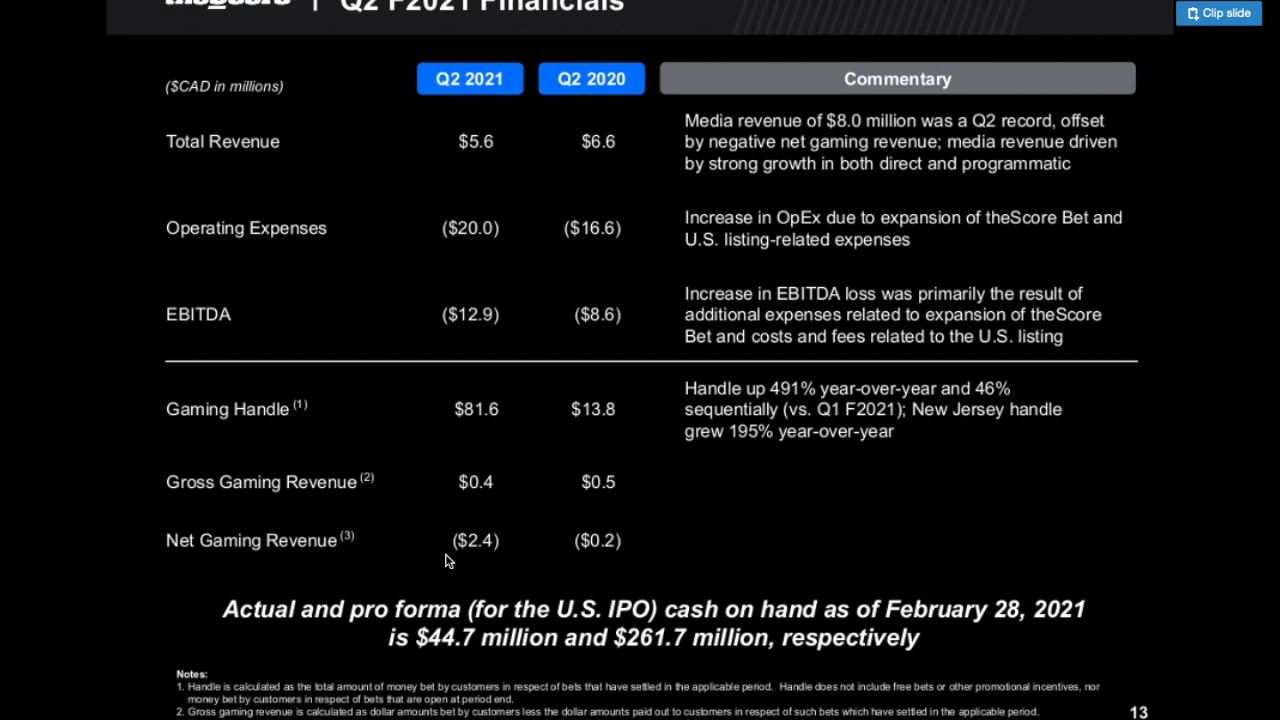 theScore | Q2 F2021 Financials
Clip slide
($CAD in millions)
Q2 2021
Q2 2020
Commentary
Total Revenue
$5.6
$6.6
Media revenue of $8.0 million was a Q2 record, offset
by negative net gaming revenue; media revenue driven
by strong growth in both direct and programmatic
Operating Expenses
($20.0)
($16.6)
Increase in OpEx due to expansion of theScore Bet and
U.S. listing-related expenses
EBITDA
($12.9)
($8.6)
Increase in EBITDA loss was primarily the result of
additional expenses related to expansion of theScore
Bet and costs and fees related to the U.S. listing
Gaming Handle (1)
$81.6
$13.8
Handle up 491% year-over-year and 46%
sequentially (vs. Q1 F2021); New Jersey handle
grew 195% year-over-year
Gross Gaming Revenue (2)
$0.4
$0.5
Net Gaming Revenue (3)
($2.4)
($0.2)
Actual and pro forma (for the U.S. IPO) cash on hand as of February 28, 2021
is $44.7 million and $261.7 million, respectively
Notes:
1. Handle is calculated as the total amount of money bet by customers in respect of bets that have settled in the applicable period. Handle does not include free bets or other promotional incentives, nor
money bet by customers in respect of bets that are open at period end.
2. Gross gaming revenue is calculated as dollar amounts bet by customers less the dollar amounts paid out to customers in respect of such bets which have settled in the applicable period.
13